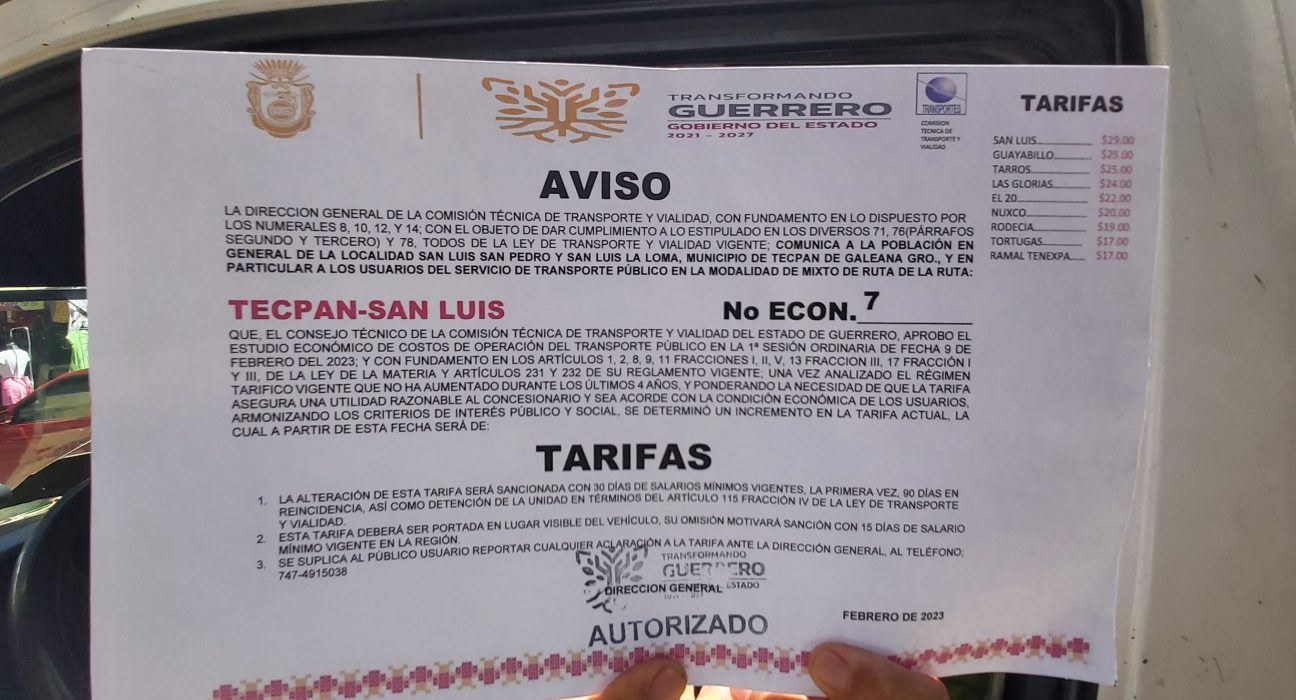 TRANSFORMANDO
GUERRERO
GOBIERNO DEL ESTADO
2021 - 2027
TRANSPORTES
COMISION
TECNICA DE
TRANSPORTE Y
VIALIDAD
AVISO
LA DIRECCION GENERAL DE LA COMISIÓN TÉCNICA DE TRANSPORTE Y VIALIDAD, CON FUNDAMENTO EN LO DISPUESTO POR
LOS NUMERALES 8, 10, 12, Y 14; CON EL OBJETO DE DAR CUMPLIMIENTO A LO ESTIPULADO EN LOS DIVERSOS 71, 76(PÁRRAFOS
SEGUNDO Y TERCERO) Y 78, TODOS DE LA LEY DE TRANSPORTE Y VIALIDAD VIGENTE; COMUNICA A LA POBLACIÓN EN
GENERAL DE LA LOCALIDAD SAN LUIS SAN PEDRO Y SAN LUIS LA LOMA, MUNICIPIO DE TECPAN DE GALEANA GRO., Y EN
PARTICULAR A LOS USUARIOS DEL SERVICIO DE TRANSPORTE PÚBLICO EN LA MODALIDAD DE MIXTO DE RUTA DE LA RUTA:
TECPAN-SAN LUIS No ECON. 7
QUE, EL CONSEJO TÉCNICO DE LA COMISIÓN TÉCNICA DE TRANSPORTE Y VIALIDAD DEL ESTADO DE GUERRERO, APROBO EL
ESTUDIO ECONÓMICO DE COSTOS DE OPERACIÓN DEL TRANSPORTE PÚBLICO EN LA 1ª SESIÓN ORDINARIA DE FECHA 9 DE
FEBRERO DEL 2023; Y CON FUNDAMENTO EN LOS ARTÍCULOS 1, 2, 8, 9, 11 FRACCIONES I, II, V, 13 FRACCION III, 17 FRACCIÓN I
Y III, DE LA LEY DE LA MATERIA Y ARTÍCULOS 231 Y 232 DE SU REGLAMENTO VIGENTE; UNA VEZ ANALIZADO EL RÉGIMEN
TARIFICO VIGENTE QUE NO HA AUMENTADO DURANTE LOS ÚLTIMOS 4 AÑOS, Y PONDERANDO LA NECESIDAD DE QUE LA TARIFA
ASEGURA UNA UTILIDAD RAZONABLE AL CONCESIONARIO Y SEA ACORDE CON LA CONDICIÓN ECONÓMICA DE LOS USUARIOS,
ARMONIZANDO LOS CRITERIOS DE INTERÉS PÚBLICO Y SOCIAL, SE DETERMINÓ UN INCREMENTO EN LA TARIFA ACTUAL, LA
CUAL A PARTIR DE ESTA FECHA SERÁ DE:
TARIFAS
1. LA ALTERACIÓN DE ESTA TARIFA SERÁ SANCIONADA CON 30 DÍAS DE SALARIOS MÍNIMOS VIGENTES, LA PRIMERA VEZ, 90 DÍAS EN
REINCIDENCIA, ASÍ COMO DETENCIÓN DE LA UNIDAD EN TÉRMINOS DEL ARTÍCULO 115 FRACCIÓN IV DE LA LEY DE TRANSPORTE
Y VIALIDAD.
2. ESTA TARIFA DEBERÁ SER PORTADA EN LUGAR VISIBLE DEL VEHÍCULO, SU OMISIÓN MOTIVARÁ SANCIÓN CON 15 DÍAS DE SALARIO
MÍNIMO VIGENTE EN LA REGIÓN.
3. SE SUPLICA AL PÚBLICO USUARIO REPORTAR CUALQUIER ACLARACIÓN A LA TARIFA ANTE LA DIRECCIÓN GENERAL, AL TELÉFONO;
747-4915038
TRANSFORMANDO
GUERRERO
ESTADO
DIRECCION GENERAL
AUTORIZADO
FEBRERO DE 2023
TARIFAS
SAN LUIS $29.00
GUAYABILLO $25.00
TARROS $25.00
LAS GLORIAS $24.00
EL 20 $22.00
NUXCO $20.00
RODECIA $19.00
TORTUGAS $17.00
RAMAL TENEXPA $17.00